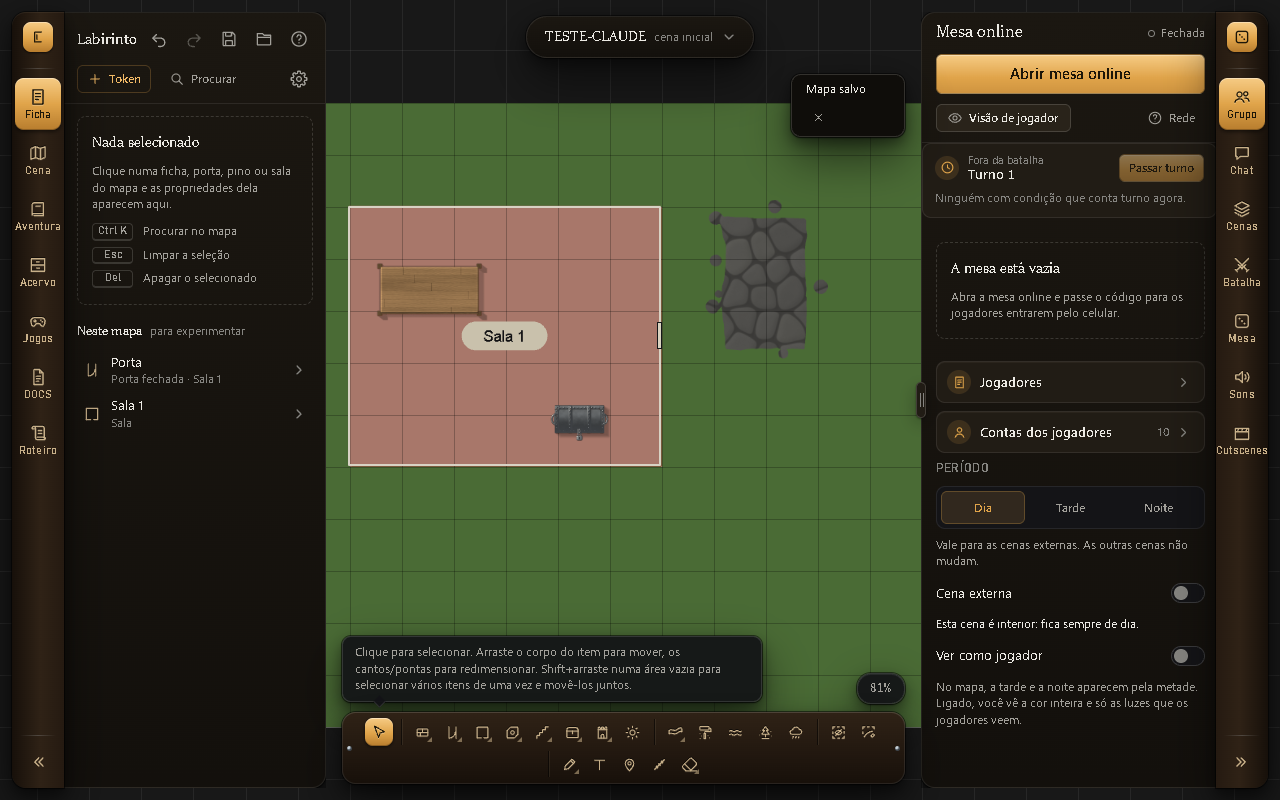 Ficha
Cena
Aventura
Acervo
Jogos
DOCS
Roteiro
Labirinto
Token
Procurar
Nada selecionado
Clique numa ficha, porta, pino ou sala
do mapa e as propriedades dela
aparecem aqui.
Ctrl K Procurar no mapa
Esc Limpar a seleção
Del Apagar o selecionado
Neste mapa para experimentar
Porta
Porta fechada · Sala 1
Sala 1
Sala
TESTE-CLAUDE cena inicial
Mapa salvo
Sala 1
Clique para selecionar. Arraste o corpo do item para mover, os
cantos/pontas para redimensionar. Shift+arraste numa área vazia para
selecionar vários itens de uma vez e movê-los juntos.
81%
Mesa online
Fechada
Abrir mesa online
Visão de jogador
Rede
Fora da batalha
Turno 1
Passar turno
Ninguém com condição que conta turno agora.
A mesa está vazia
Abra a mesa online e passe o código para os
jogadores entrarem pelo celular.
Jogadores
Contas dos jogadores 10
PERÍODO
Dia Tarde Noite
Vale para as cenas externas. As outras cenas não
mudam.
Cena externa
Esta cena é interior: fica sempre de dia.
Ver como jogador
No mapa, a tarde e a noite aparecem pela metade.
Ligado, você vê a cor inteira e só as luzes que os
jogadores veem.
Grupo
Chat
Cenas
Batalha
Mesa
Sons
Cutscenes